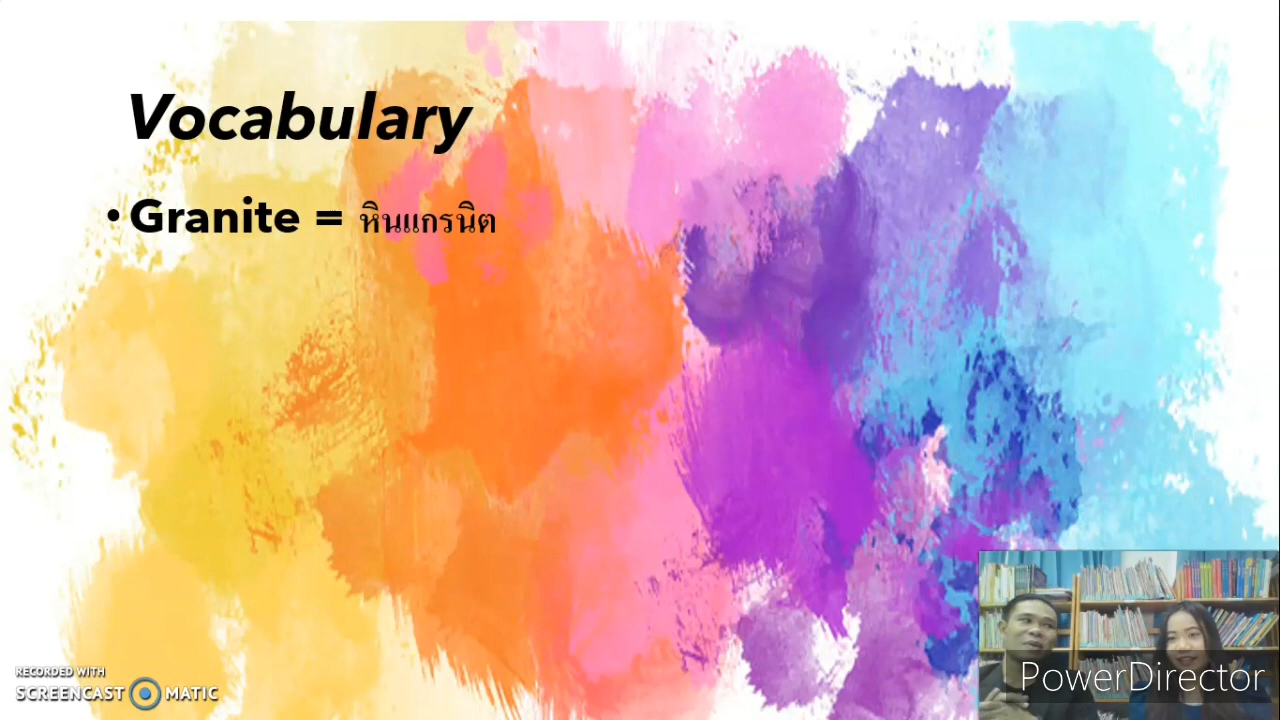 Vocabulary
• Granite = หินแกรนิต
RECORDED WITH
SCREENCAST MATIC
PowerDirector